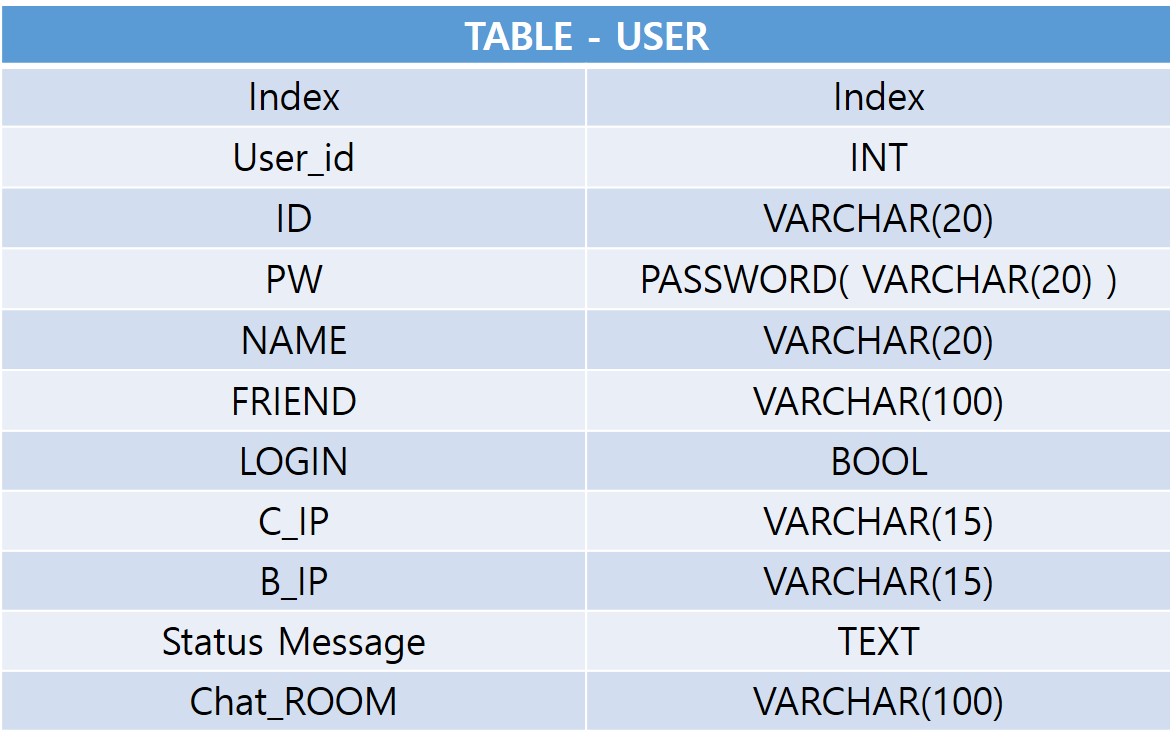 TABLE - USER
Index Index
User_id INT
ID VARCHAR(20)
PW PASSWORD( VARCHAR(20) )
NAME VARCHAR(20)
FRIEND VARCHAR(100)
LOGIN BOOL
C_IP VARCHAR(15)
B_IP VARCHAR(15)
Status Message TEXT
Chat_ROOM VARCHAR(100)